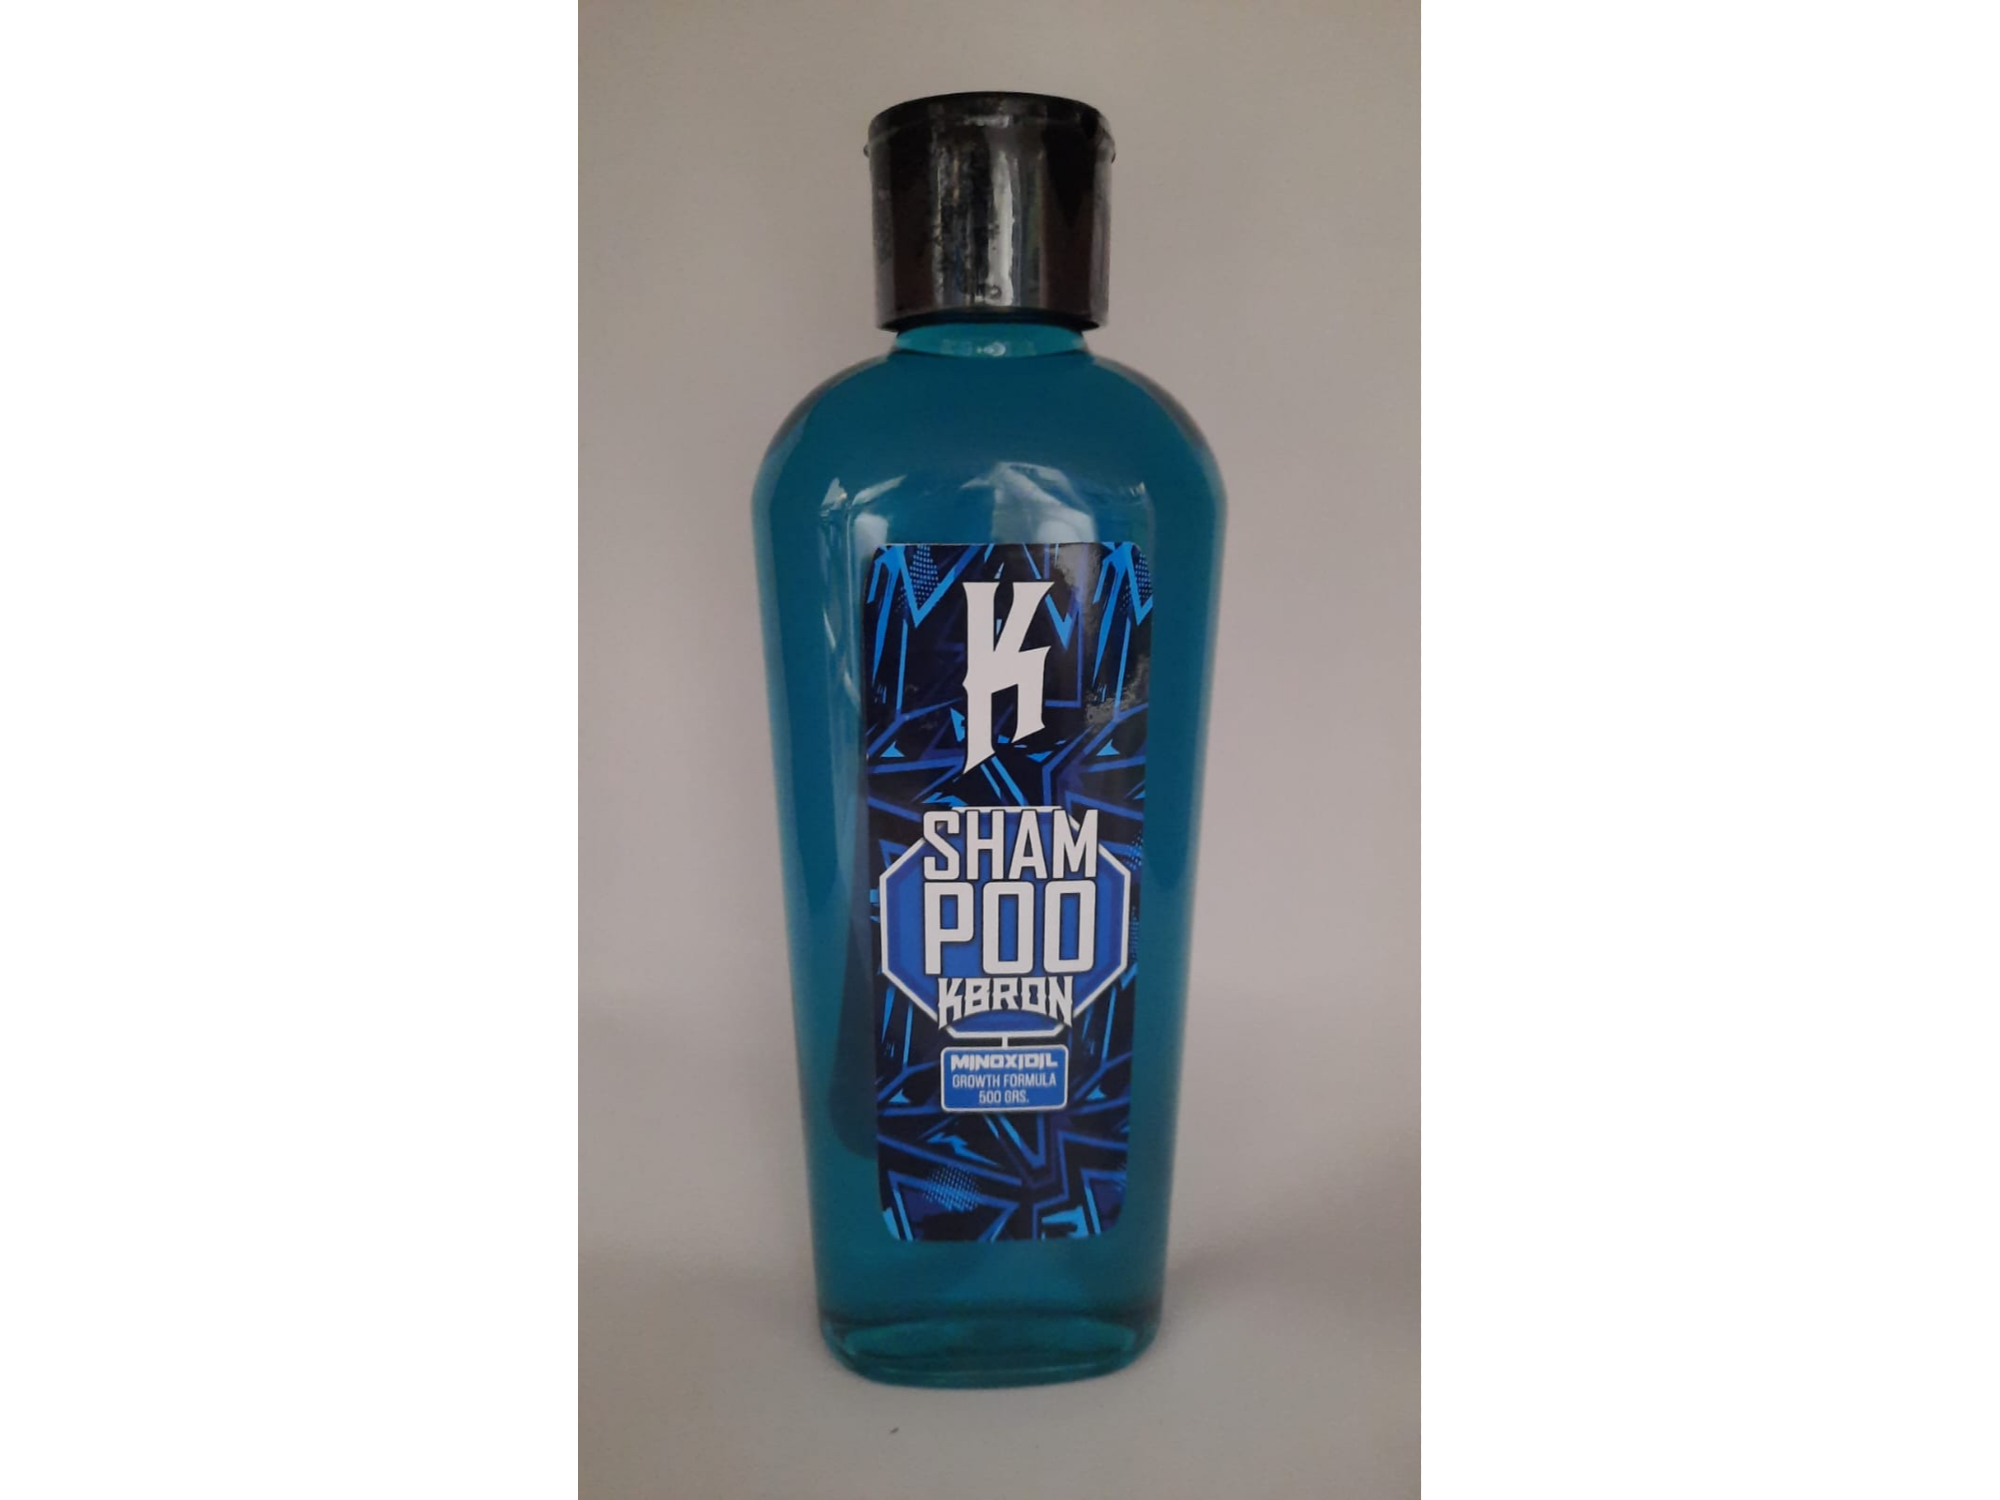 K
SHAM
POO
KBRON
MINOXIDIL
GROWTH FORMULA
500 GRS.